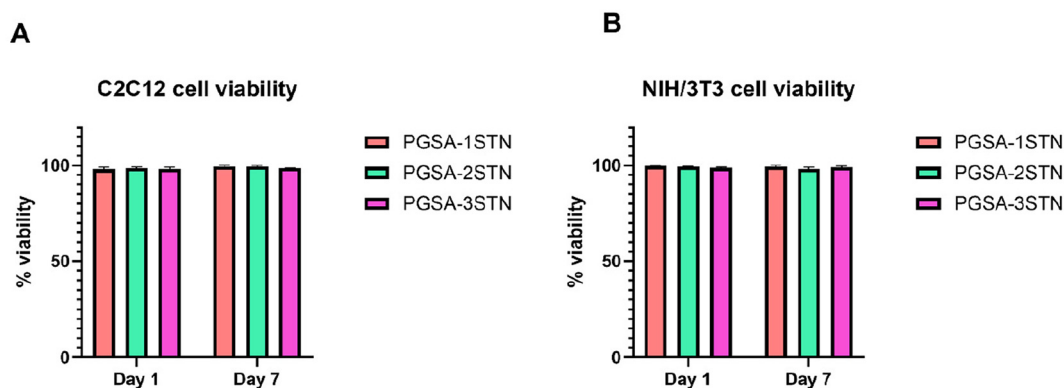 A
C2C12 cell viability
% viability
100
50
0
Day 1
Day 7
PGSA-1STN
PGSA-2STN
PGSA-3STN
B
NIH/3T3 cell viability
% viability
100
50
0
Day 1
Day 7
PGSA-1STN
PGSA-2STN
PGSA-3STN